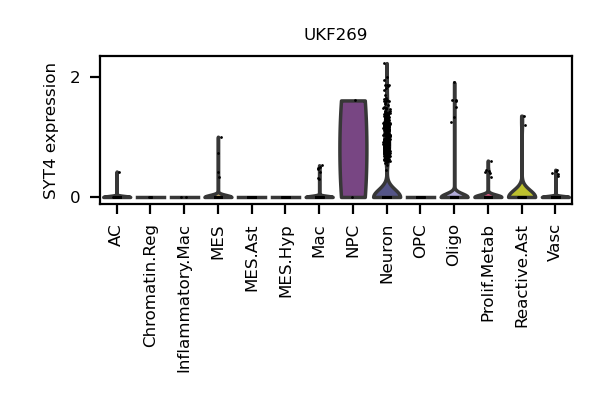 UKF269
SYT4 expression
2
0
AC
Chromatin.Reg
Inflammatory.Mac
MES
MES.Ast
MES.Hyp
Mac
NPC
Neuron
OPC
Oligo
Prolif.Metab
Reactive.Ast
Vasc